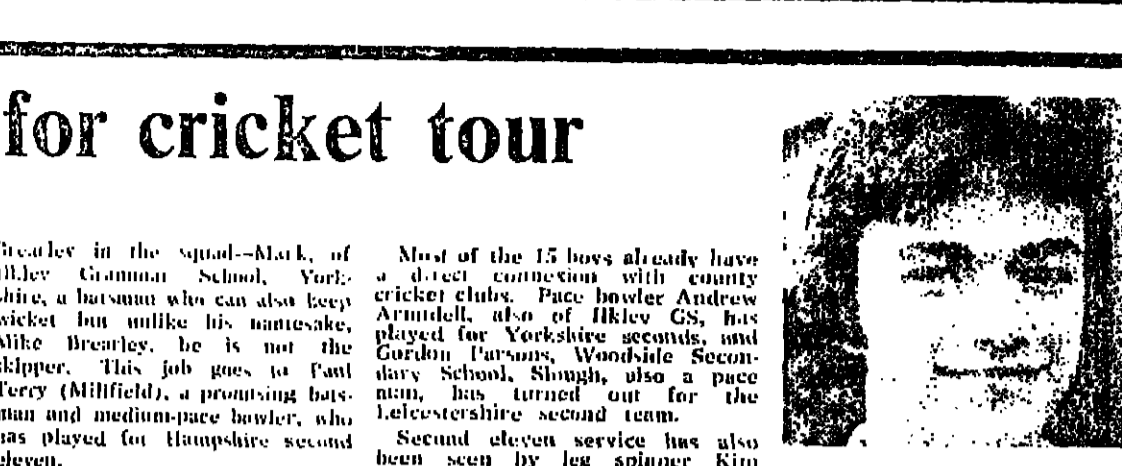 for cricket tour
Brearley in the squad--Mark, of
Ilkley Grammar School, York-
shire, a batsman who can also keep
wicket but unlike his namesake,
Mike Brearley, he is not the
skipper. This job goes to Paul
Terry (Millfield), a promising bats-
man and medium-pace bowler, who
has played for Hampshire second
eleven.
Most of the 15 boys already have
a direct connexion with county
cricket clubs. Pace bowler Andrew
Arundell, also of Ilkley GS, has
played for Yorkshire seconds, and
Gordon Parsons, Woodside Secon-
dary School, Slough, also a pace
man, has turned out for the
Leicestershire second team.
Second eleven service has also
been seen by leg spinner Kim